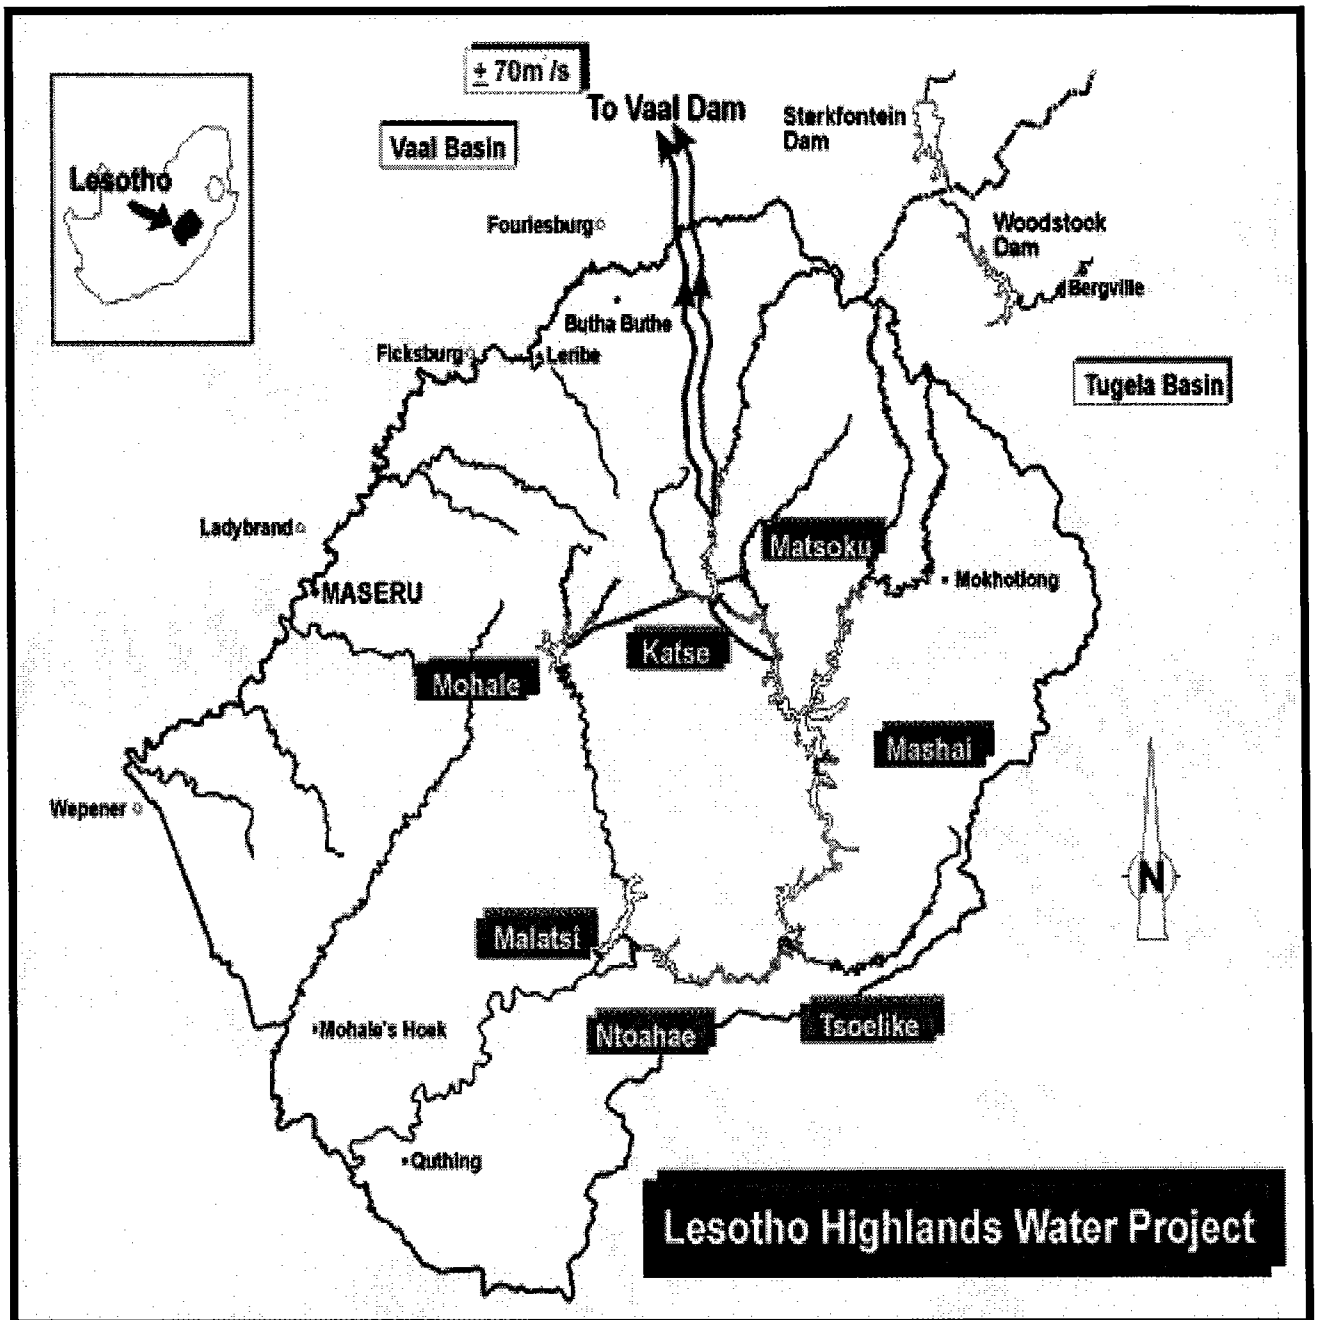 ± 70m³/s
To Vaal Dam
Sterkfontein
Dam
Vaal Basin
Lesotho
Fouriesburg
Woodstock
Dam
Bergville
Butha Buthe
Ficksburg
Leribe
Tugela Basin
Ladybrand
Matsoku
Mokhotlong
MASERU
Katse
Mohale
Mashai
Wepener
N
Malatsi
Ntoahae
Tsoelike
Mohale's Hoek
Quthing
Lesotho Highlands Water Project